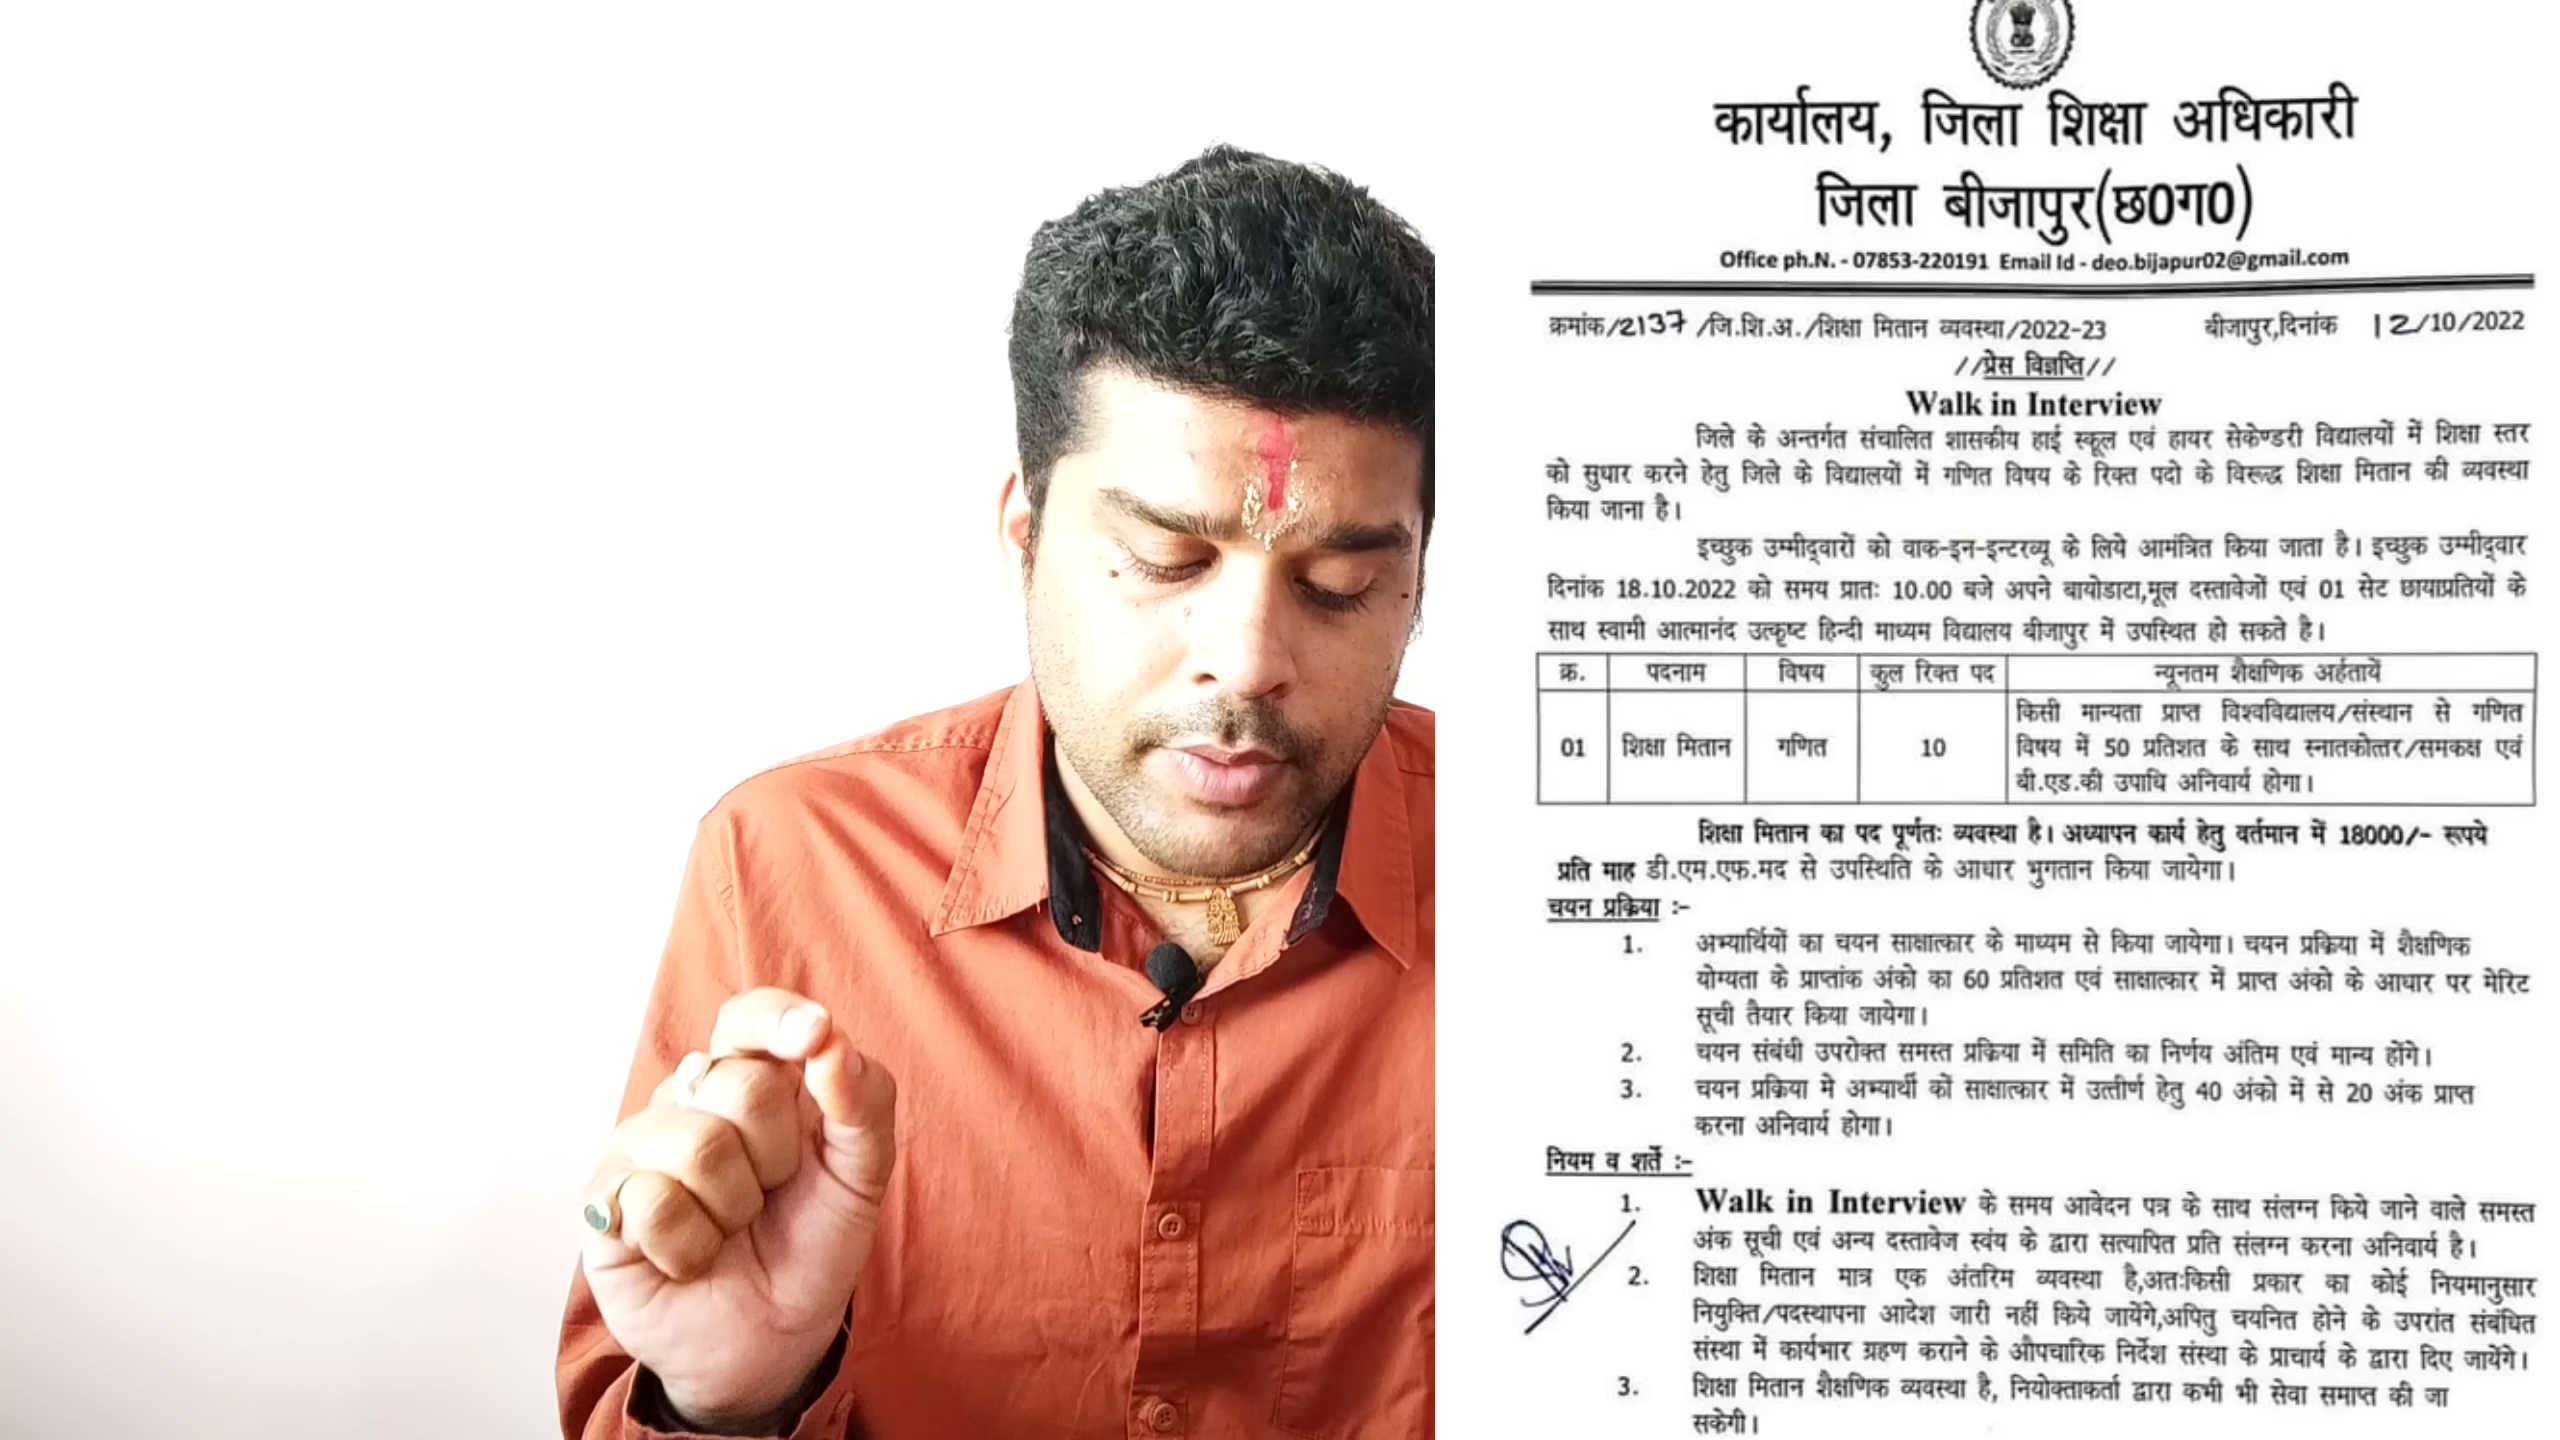 कार्यालय, जिला शिक्षा अधिकारी
जिला बीजापुर(छ0ग0)
Office ph.N. - 07853-220191 Email Id - deo.bijapur02@gmail.com
क्रमांक/2137 /जि.शि.अ./शिक्षा मितान व्यवस्था/2022-23 बीजापुर,दिनांक 12/10/2022
//प्रेस विज्ञप्ति//
Walk in Interview
जिले के अन्तर्गत संचालित शासकीय हाई स्कूल एवं हायर सेकेण्डरी विद्यालयों में शिक्षा स्तर
को सुधार करने हेतु जिले के विद्यालयों में गणित विषय के रिक्त पदो के विरूद्ध शिक्षा मितान की व्यवस्था
किया जाना है।
इच्छुक उम्मीद्वारों को वाक-इन-इन्टरव्यू के लिये आमंत्रित किया जाता है। इच्छुक उम्मीद्वार
दिनांक 18.10.2022 को समय प्रातः 10.00 बजे अपने बायोडाटा,मूल दस्तावेजों एवं 01 सेट छायाप्रतियों के
साथ स्वामी आत्मानंद उत्कृष्ट हिन्दी माध्यम विद्यालय बीजापुर में उपस्थित हो सकते है।
क्र. पदनाम विषय कुल रिक्त पद न्यूनतम शैक्षणिक अर्हतायें
01 शिक्षा मितान गणित 10 किसी मान्यता प्राप्त विश्वविद्यालय/संस्थान से गणित
विषय में 50 प्रतिशत के साथ स्नातकोत्तर/समकक्ष एवं
बी.एड.की उपाधि अनिवार्य होगा।
शिक्षा मितान का पद पूर्णतः व्यवस्था है। अध्यापन कार्य हेतु वर्तमान में 18000/- रूपये
प्रति माह डी.एम.एफ.मद से उपस्थिति के आधार भुगतान किया जायेगा।
चयन प्रक्रिया :-
1. अभ्यार्थियों का चयन साक्षात्कार के माध्यम से किया जायेगा। चयन प्रक्रिया में शैक्षणिक
योग्यता के प्राप्तांक अंको का 60 प्रतिशत एवं साक्षात्कार में प्राप्त अंको के आधार पर मेरिट
सूची तैयार किया जायेगा।
2. चयन संबंधी उपरोक्त समस्त प्रक्रिया में समिति का निर्णय अंतिम एवं मान्य होंगे।
3. चयन प्रक्रिया मे अभ्यार्थी कों साक्षात्कार में उत्तीर्ण हेतु 40 अंको में से 20 अंक प्राप्त
करना अनिवार्य होगा।
नियम व शर्ते :-
1. Walk in Interview के समय आवेदन पत्र के साथ संलग्न किये जाने वाले समस्त
अंक सूची एवं अन्य दस्तावेज स्वंय के द्वारा सत्यापित प्रति संलग्न करना अनिवार्य है।
2. शिक्षा मितान मात्र एक अंतरिम व्यवस्था है,अतःकिसी प्रकार का कोई नियमानुसार
नियुक्ति/पदस्थापना आदेश जारी नहीं किये जायेंगे,अपितु चयनित होने के उपरांत संबंधित
संस्था में कार्यभार ग्रहण कराने के औपचारिक निर्देश संस्था के प्राचार्य के द्वारा दिए जायेंगे।
3. शिक्षा मितान शैक्षणिक व्यवस्था है, नियोक्ताकर्ता द्वारा कभी भी सेवा समाप्त की जा
सकेगी।